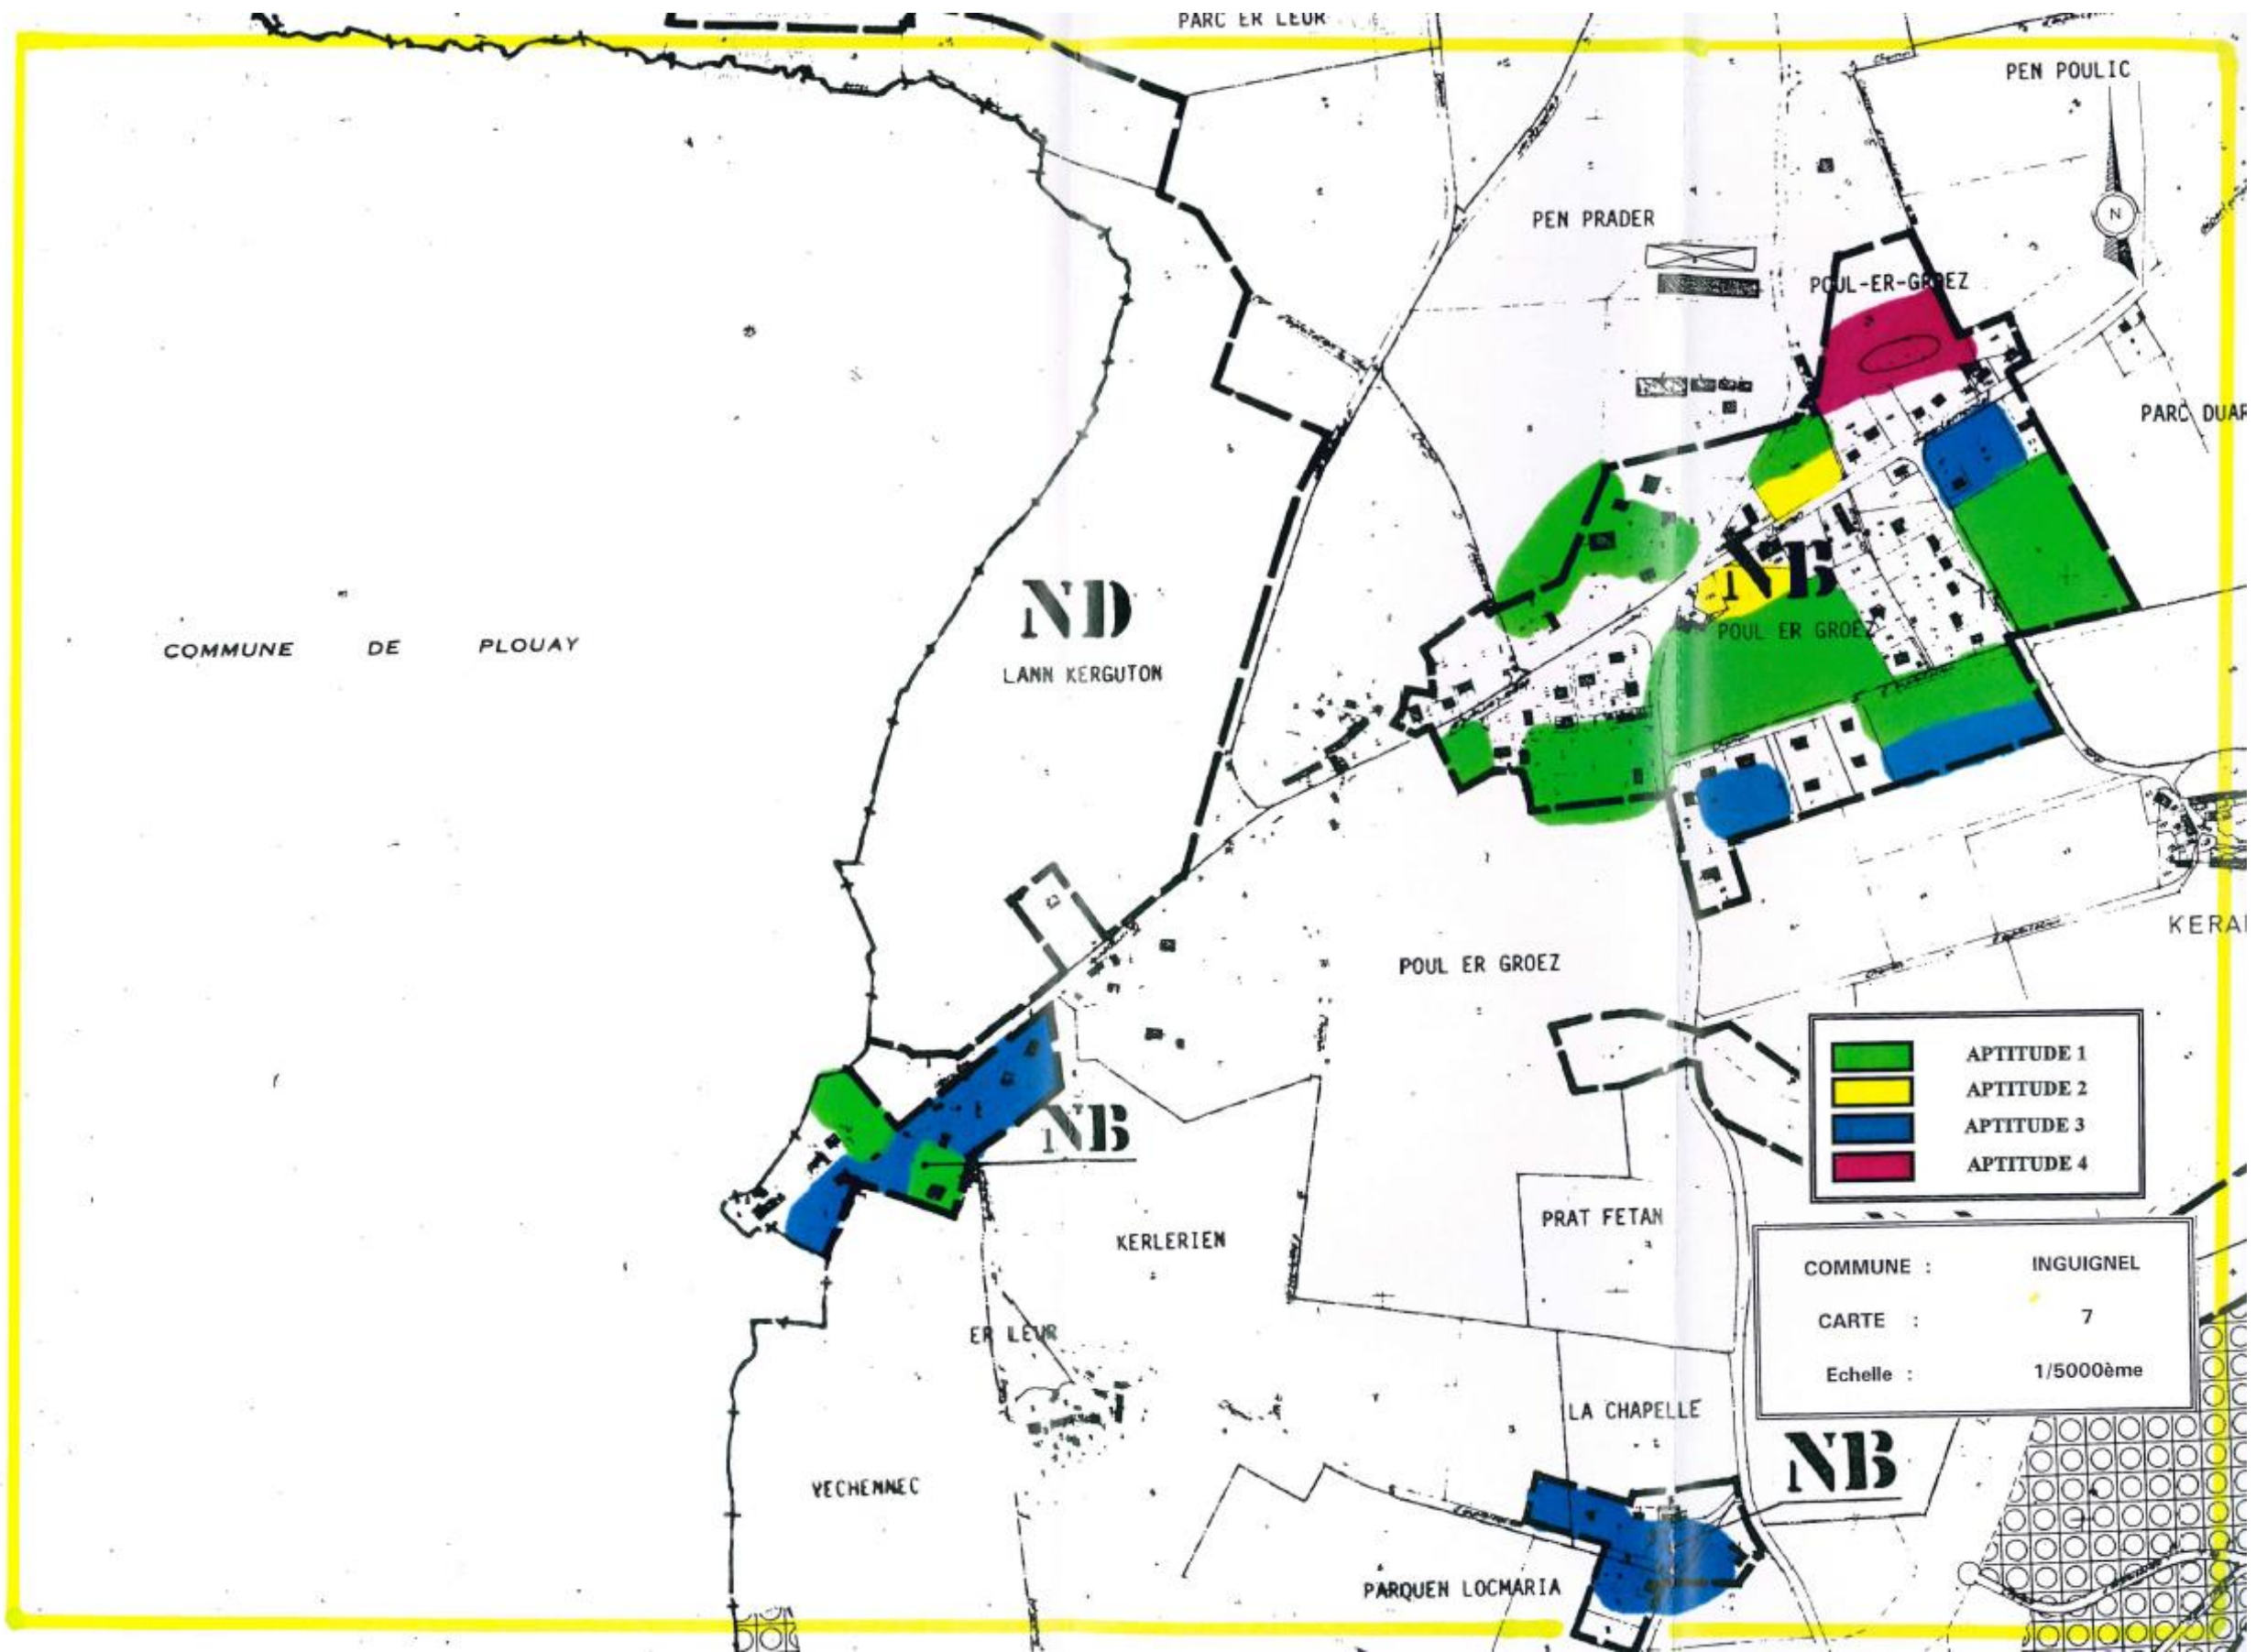 PARC ER LEUR
PEN POULIC
PEN PRADER
N
POUL-ER-GROEZ
PARC DUAR
ND
NB
COMMUNE DE PLOUAY
POUL ER GROEZ
LANN KERGUTON
KERA
POUL ER GROEZ
APTITUDE 1
APTITUDE 2
APTITUDE 3
APTITUDE 4
NB
PRAT FETAN
KERLERIEN
COMMUNE : INGUIGNEL
CARTE : 7
Echelle : 1/5000ème
ER LEUR
LA CHAPELLE
NB
VECHENNEC
PARQUEN LOCMARIA